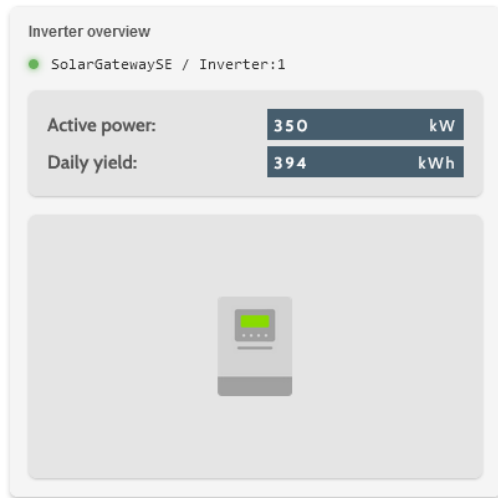 Inverter overview
SolarGatewaySE / Inverter:1
Active power: 350 kW
Daily yield: 394 kWh